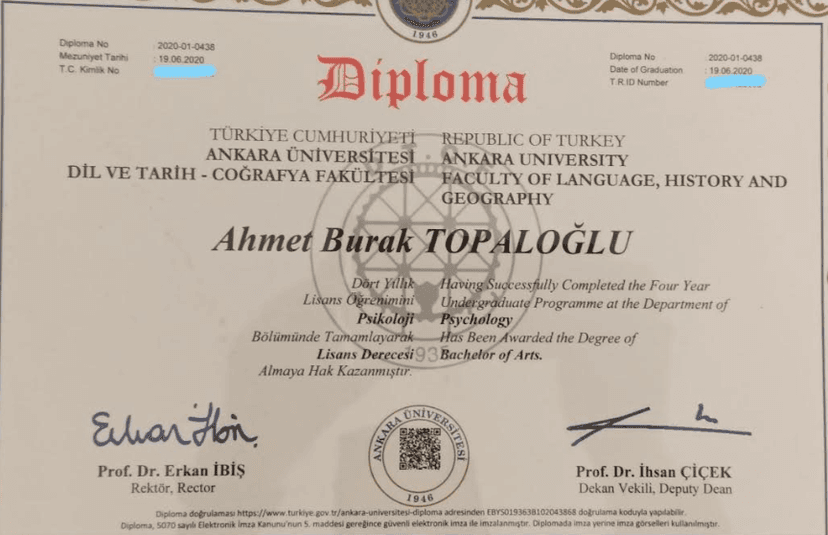 1946
Diploma No : 2020-01-0438
Mezuniyet Tarihi : 19.06.2020
T.C. Kimlik No
Diploma No : 2020-01-0438
Date of Graduation : 19.06.2020
T.R.ID Number
Diploma
TÜRKİYE CUMHURİYETİ
ANKARA ÜNİVERSİTESİ
DİL VE TARİH - COĞRAFYA FAKÜLTESİ
REPUBLIC OF TURKEY
ANKARA UNIVERSITY
FACULTY OF LANGUAGE, HISTORY AND
GEOGRAPHY
Ahmet Burak TOPALOĞLU
Dört Yıllık
Lisans Öğrenimini
Psikoloji
Bölümünde Tamamlayarak
Lisans Derecesi
Almaya Hak Kazanmıştır.
Having Successfully Completed the Four Year
Undergraduate Programme at the Department of
Psychology
Has Been Awarded the Degree of
Bachelor of Arts.
1935
Prof. Dr. Erkan İBİŞ
Rektör, Rector
ANKARA ÜNİVERSİTESİ
1946
Prof. Dr. İhsan ÇİÇEK
Dekan Vekili, Deputy Dean
Diploma doğrulaması https://www.turkiye.gov.tr/ankara-universitesi-diploma adresinden EBYS0193638102043868 doğrulama koduyla yapılabilir.
Diploma, 5070 sayılı Elektronik İmza Kanunu'nun 5. maddesi gereğince güvenli elektronik imza ile imzalanmıştır. Diplomada imza yerine imza görselleri kullanılmıştır.